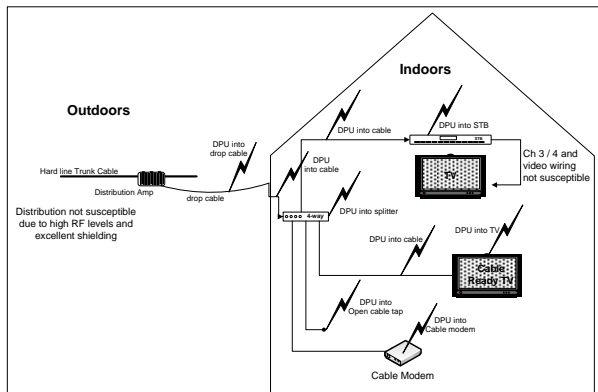 Outdoors
Indoors
DPU into
drop cable
DPU
into cable
DPU into cable
DPU into STB
STB
Ch 3 / 4 and
video wiring
not susceptible
TV
Hard line Trunk Cable
Distribution Amp
drop cable
Distribution not susceptible
due to high RF levels and
excellent shielding
4-way
DPU into splitter
DPU into cable
DPU into TV
Cable
Ready TV
DPU
into
Open cable tap
DPU into
Cable modem
Cable Modem